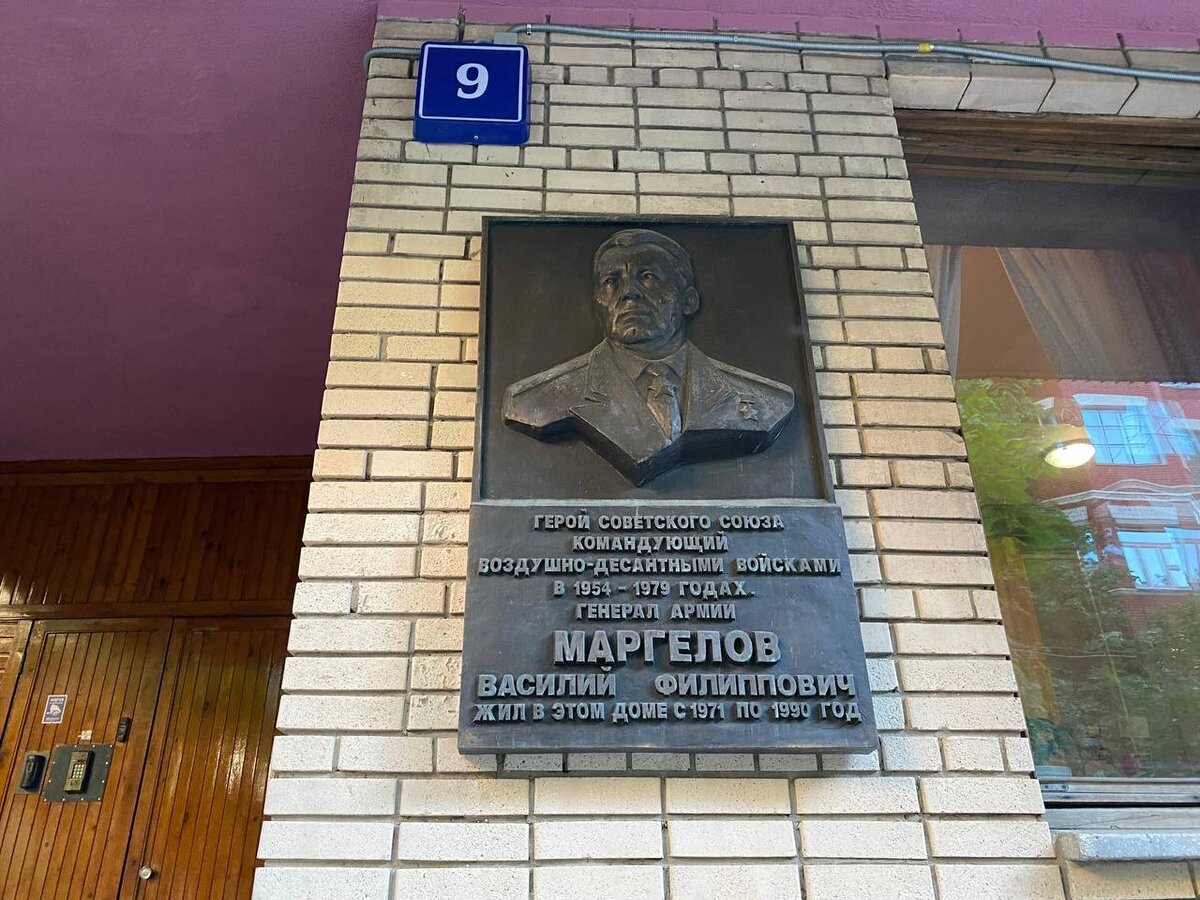 9
ГЕРОЙ СОВЕТСКОГО СОЮЗА
КОМАНДУЮЩИЙ
ВОЗДУШНО-ДЕСАНТНЫМИ ВОЙСКАМИ
В 1954 - 1979 ГОДАХ.
ГЕНЕРАЛ АРМИИ
МАРГЕЛОВ
ВАСИЛИЙ ФИЛИППОВИЧ
ЖИЛ В ЭТОМ ДОМЕ С 1971 ПО 1990 ГОД